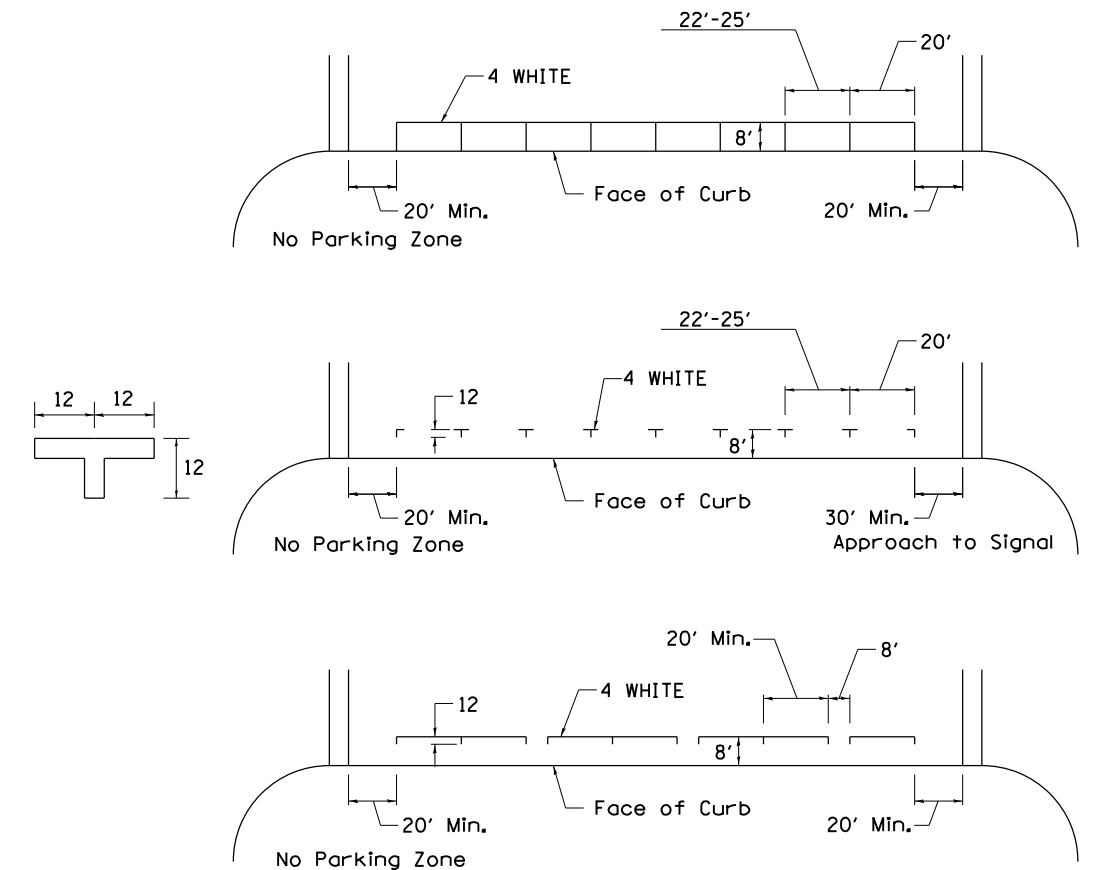 22'-25'
20'
4 WHITE
8'
Face of Curb
20' Min.
20' Min.
No Parking Zone
22'-25'
20'
4 WHITE
12
12
12
8'
12
Face of Curb
20' Min.
30' Min.
No Parking Zone
Approach to Signal
20' Min.
8'
4 WHITE
12
8'
Face of Curb
20' Min.
20' Min.
No Parking Zone